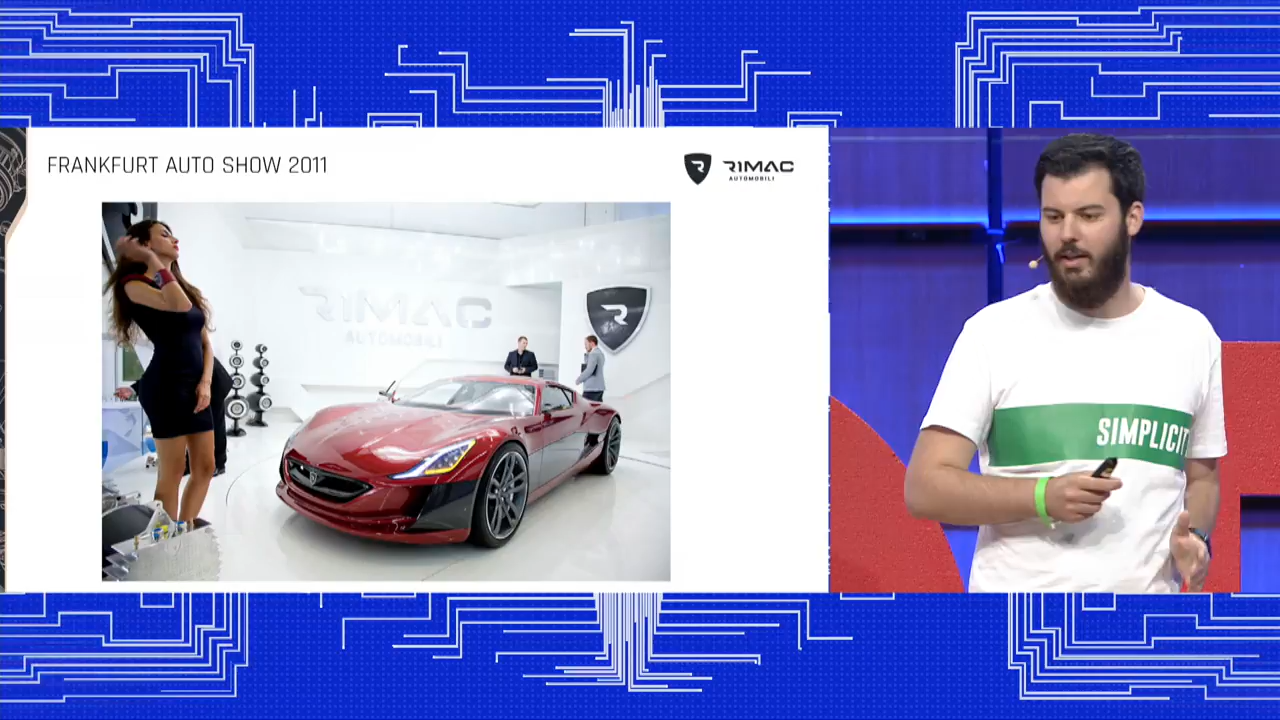 FRANKFURT AUTO SHOW 2011
RIMAC
AUTOMOBILI
RIMAC
AUTOMOBILI
SIMPLICIT